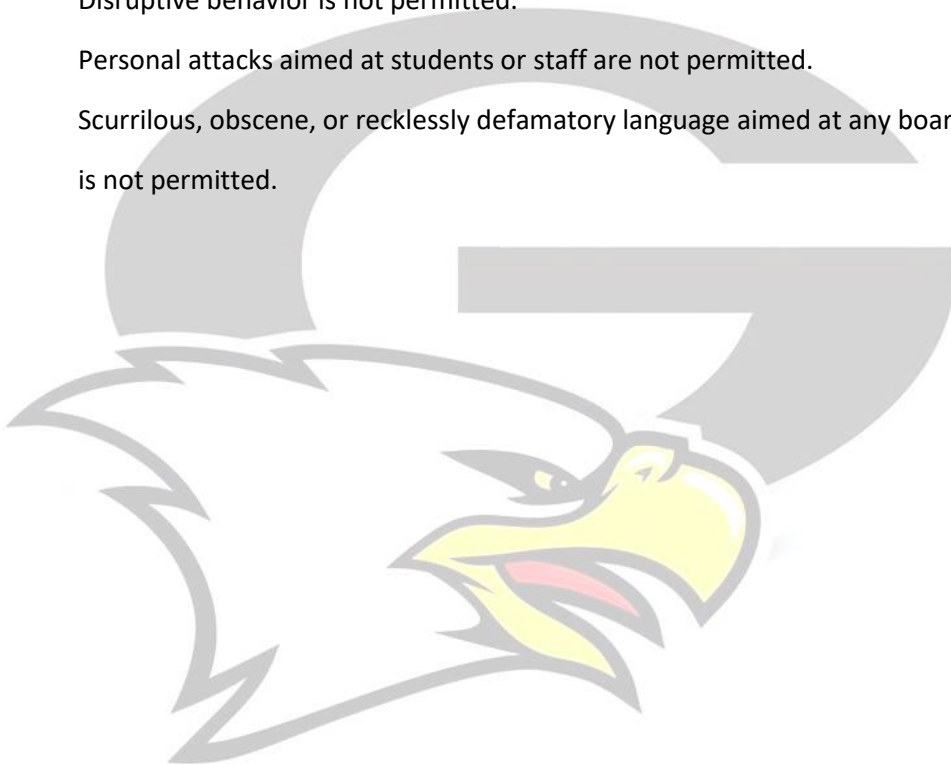 Disruptive behavior is not permitted.
Personal attacks aimed at students or staff are not permitted.
Scurrilous, obscene, or recklessly defamatory language aimed at any
is not permitted.
G